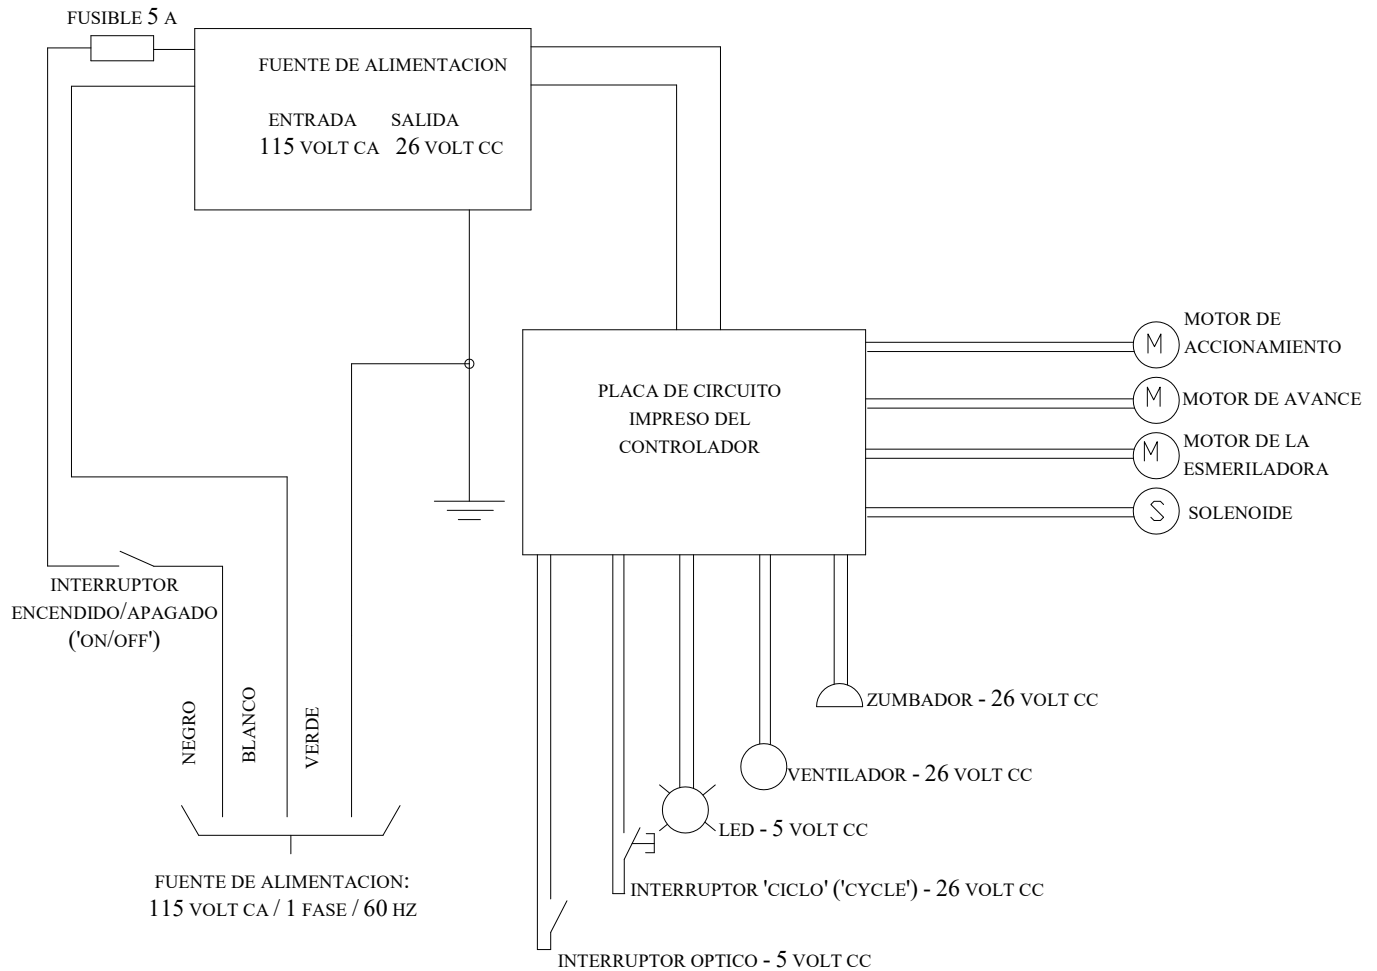 FUSIBLE 5 A
FUENTE DE ALIMENTACION
ENTRADA SALIDA
115 VOLT CA 26 VOLT CC
PLACA DE CIRCUITO
IMPRESO DEL
CONTROLADOR
MOTOR DE
ACCIONAMIENTO
M
MOTOR DE AVANCE
M
MOTOR DE LA
ESMERILADORA
M
SOLENOIDE
S
INTERRUPTOR
ENCENDIDO/APAGADO
('ON/OFF')
NEGRO
BLANCO
VERDE
FUENTE DE ALIMENTACION:
115 VOLT CA / 1 FASE / 60 HZ
ZUMBADOR - 26 VOLT CC
VENTILADOR - 26 VOLT CC
LED - 5 VOLT CC
INTERRUPTOR 'CICLO' ('CYCLE') - 26 VOLT CC
INTERRUPTOR OPTICO - 5 VOLT CC